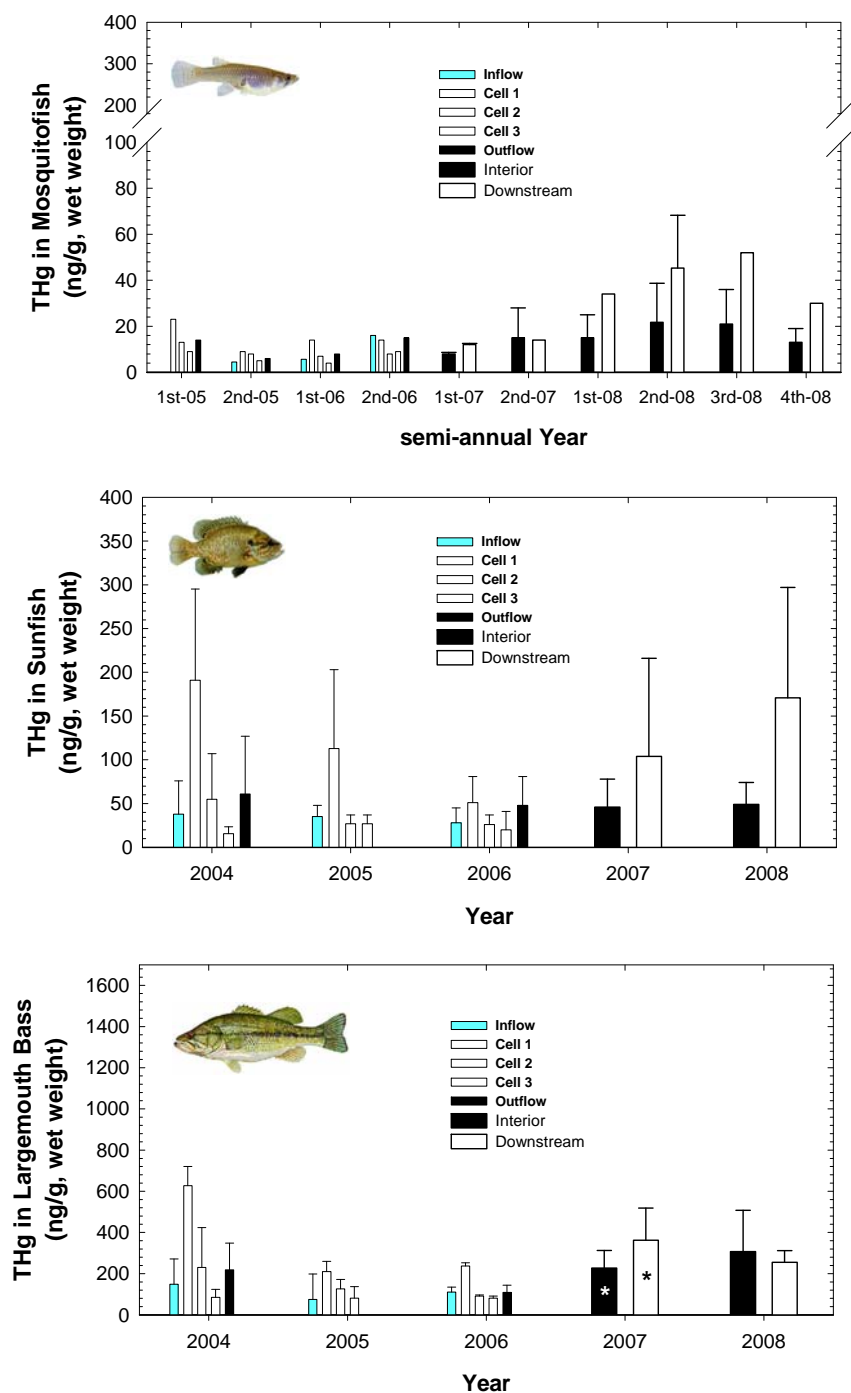 400
300
200
100
80
60
40
20
0
THg in Mosquitofish
(ng/g, wet weight)
Inflow
Cell 1
Cell 2
Cell 3
Outflow
Interior
Downstream
1st-05 2nd-05 1st-06 2nd-06 1st-07 2nd-07 1st-08 2nd-08 3rd-08 4th-08
semi-annual Year
400
350
300
250
200
150
100
50
0
THg in Sunfish
(ng/g, wet weight)
Inflow
Cell 1
Cell 2
Cell 3
Outflow
Interior
Downstream
2004 2005 2006 2007 2008
Year
1600
1400
1200
1000
800
600
400
200
0
THg in Largemouth Bass
(ng/g, wet weight)
Inflow
Cell 1
Cell 2
Cell 3
Outflow
Interior
Downstream
* *
2004 2005 2006 2007 2008
Year